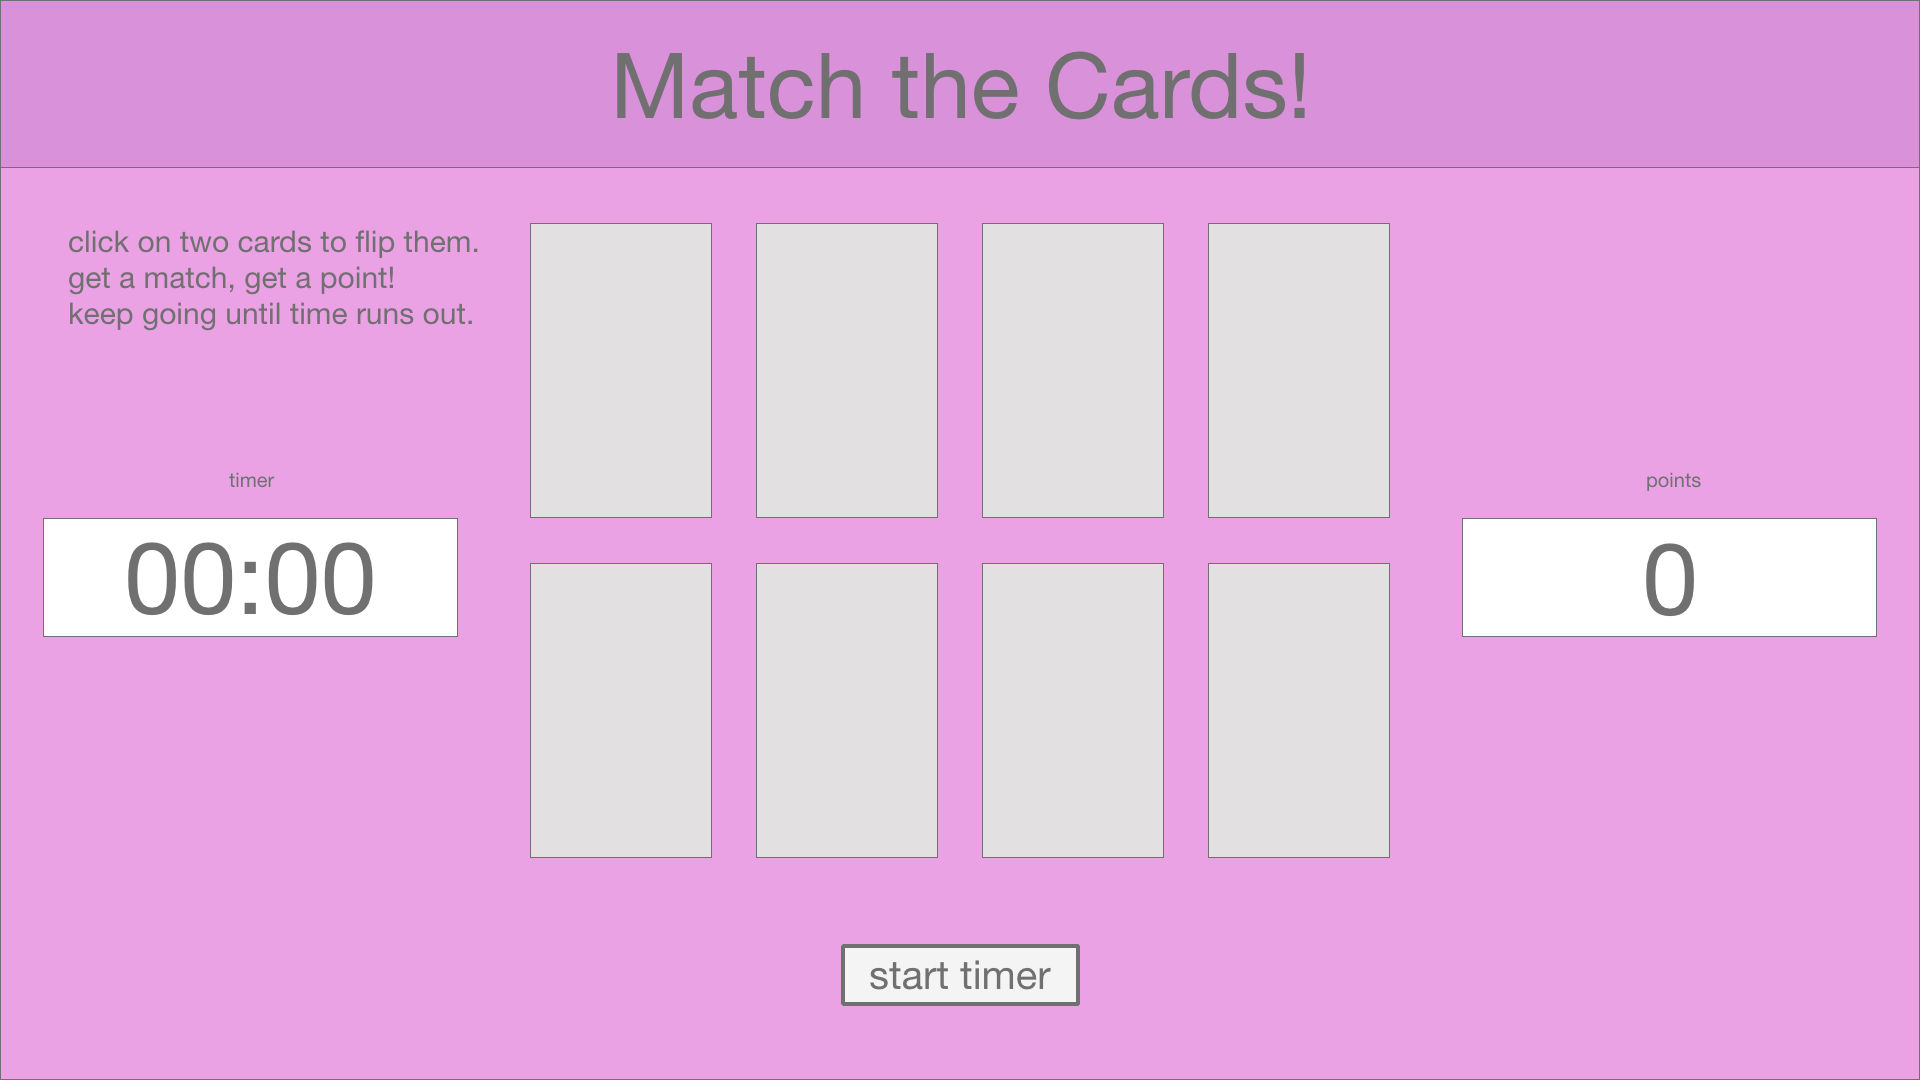 Match the Cards!
click on two cards to flip them.
get a match, get a point!
keep going until time runs out.
timer
00:00
points
0
start timer